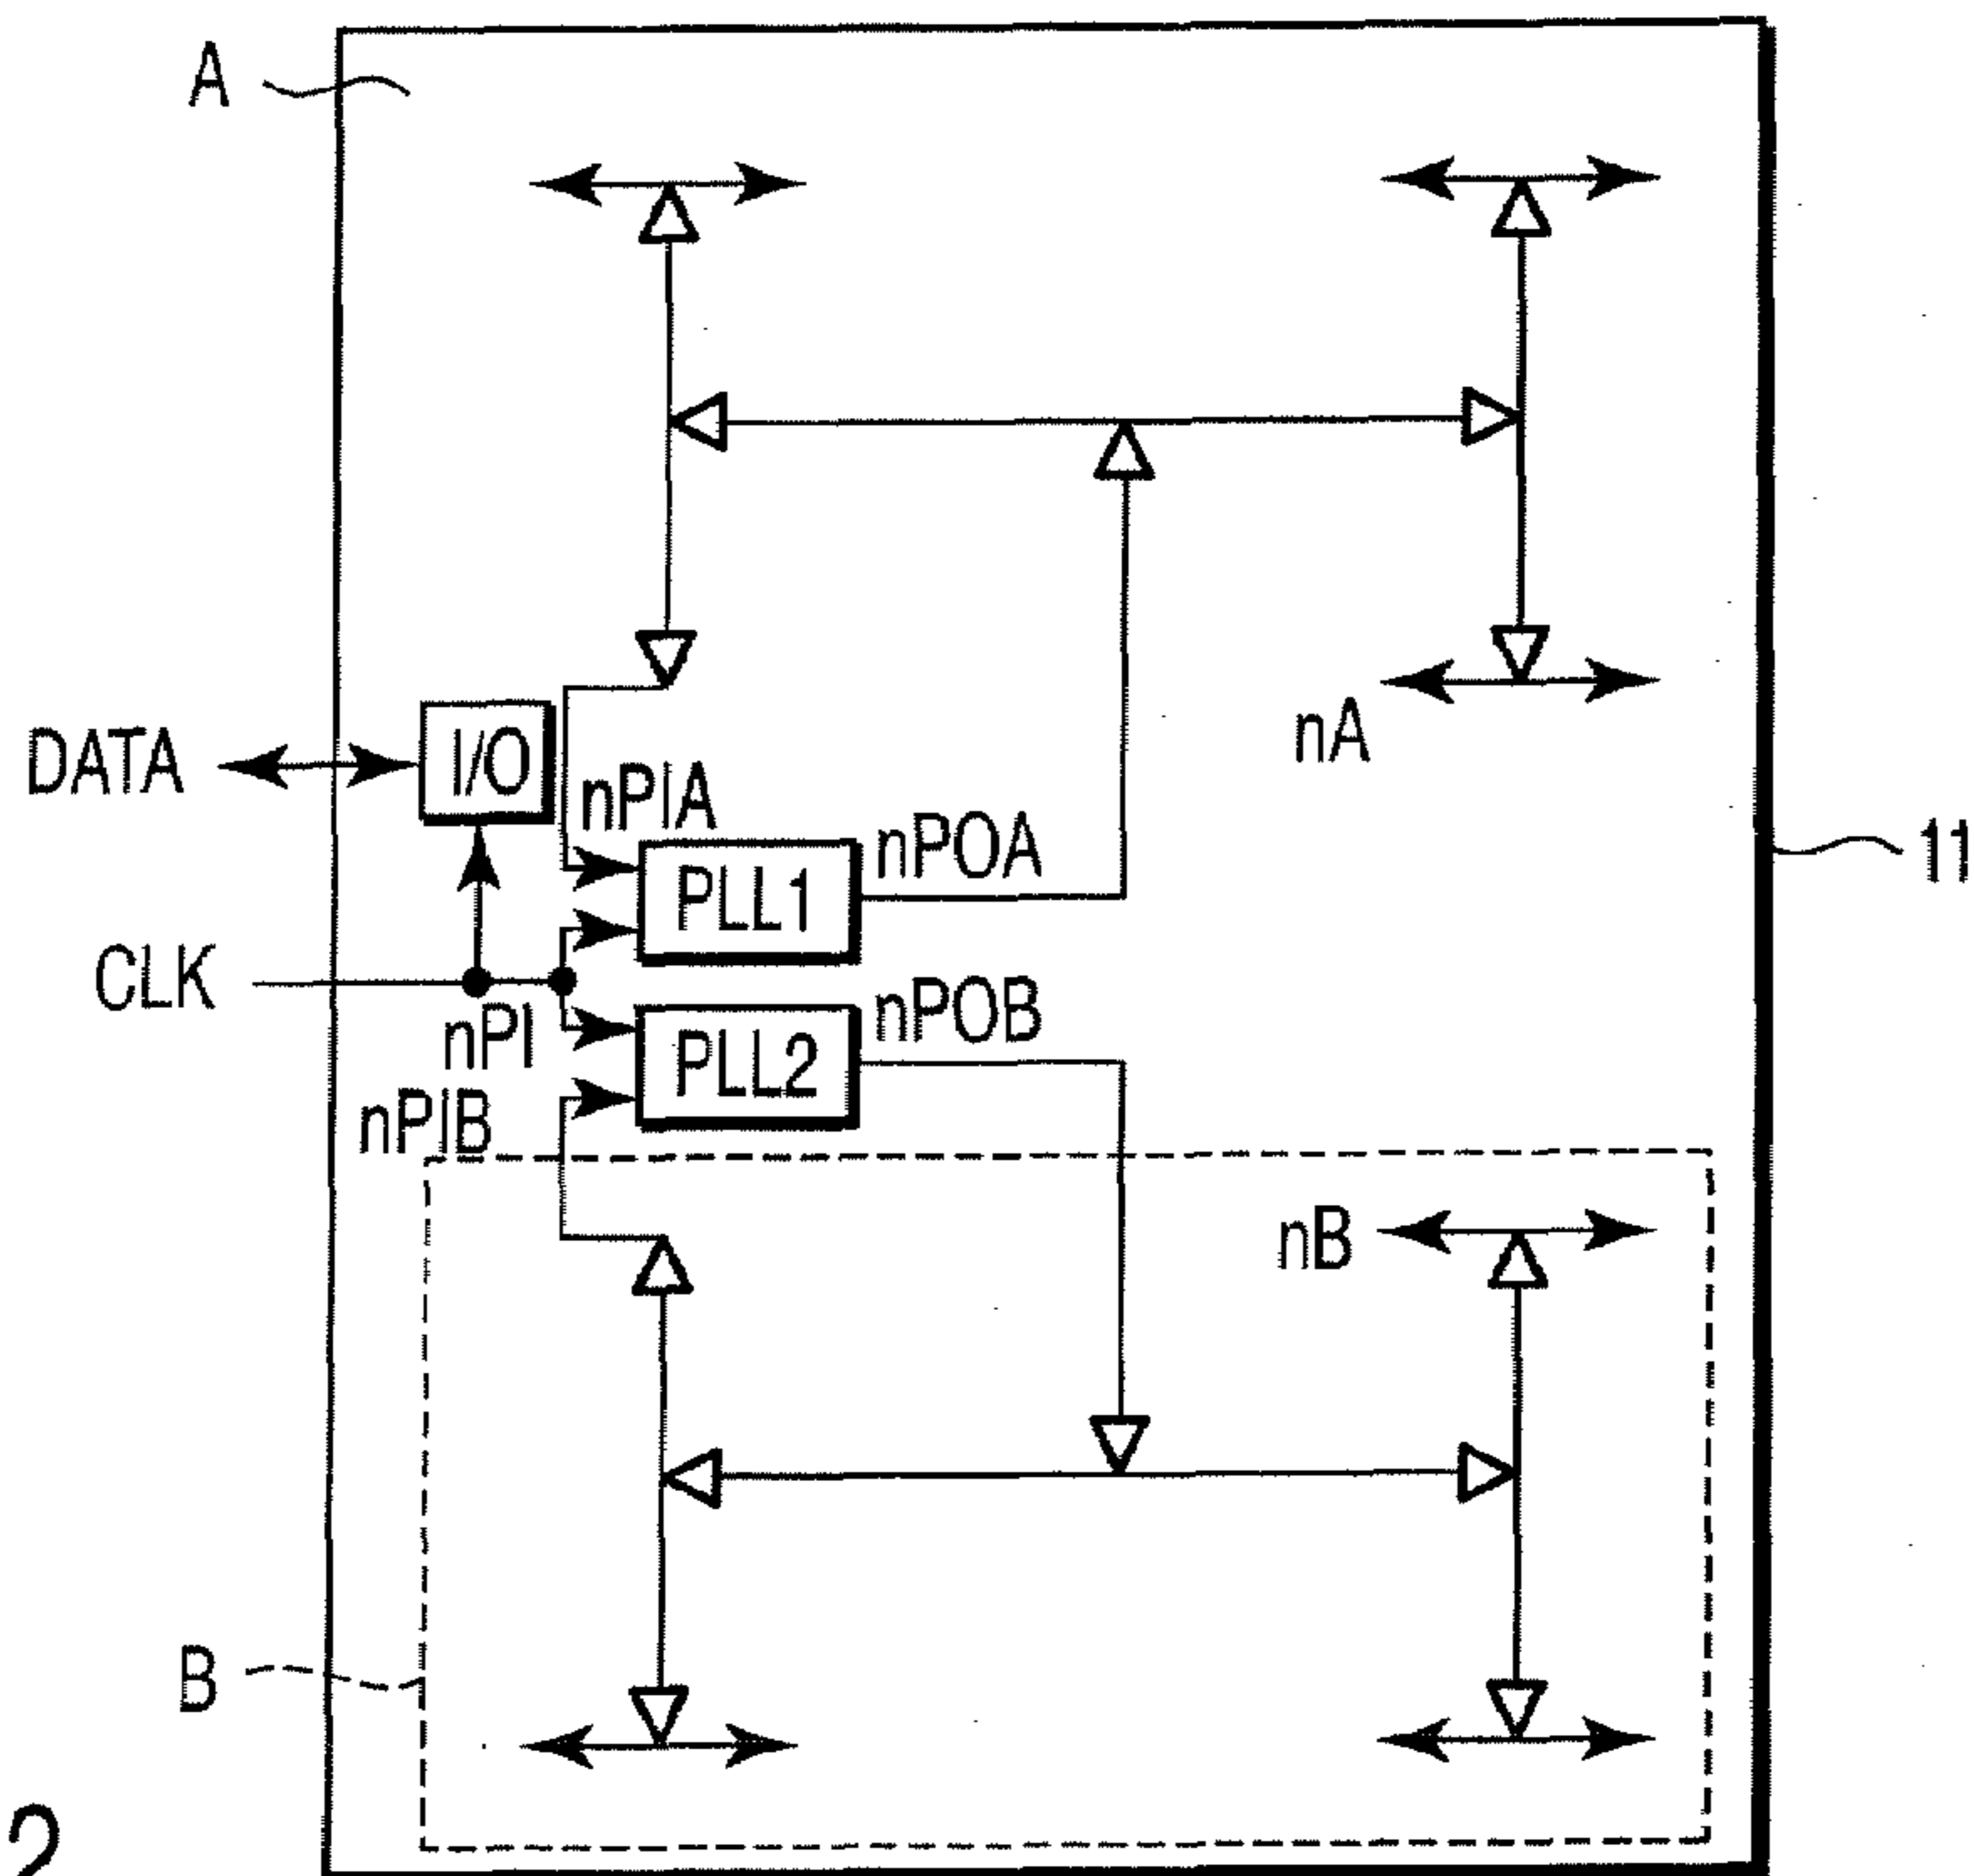 A
DATA
I/O
nPIA
nA
PLL1
nPOA
11
CLK
nPI
PLL2
nPOB
nPIB
nB
B
2